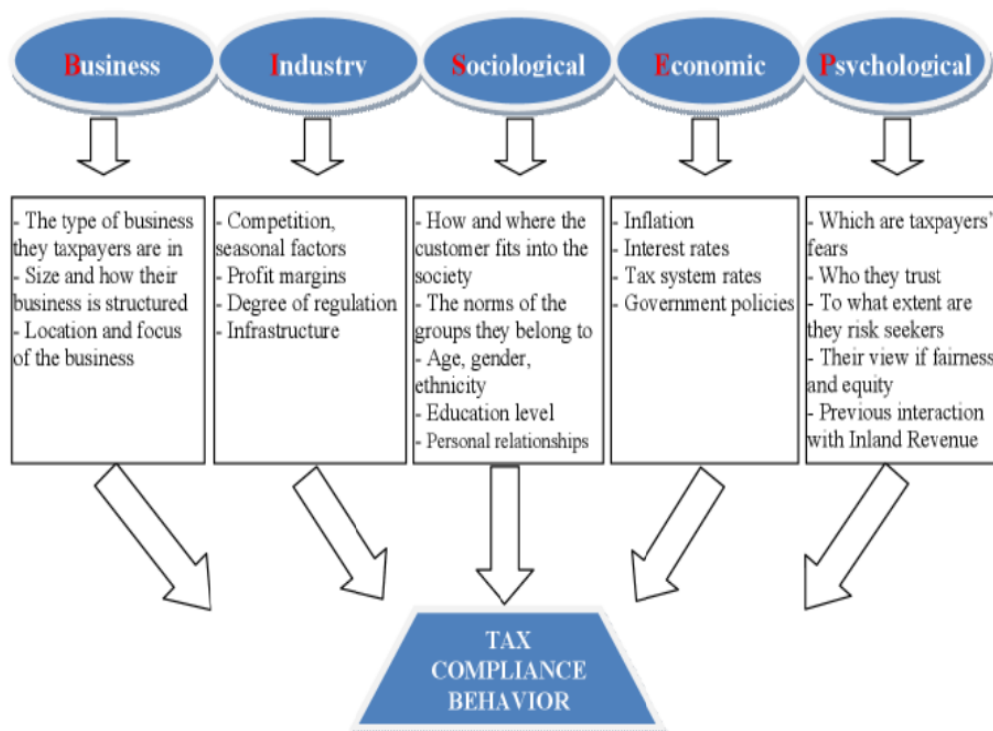 Business
Industry
Sociological
Economic
Psychological
- The type of business
they taxpayers are in
- Size and how their
business is structured
- Location and focus
of the business
- Competition,
seasonal factors
- Profit margins
- Degree of regulation
- Infrastructure
- How and where the
customer fits into the
society
- The norms of the
groups they belong to
- Age, gender,
ethnicity
- Education level
- Personal relationships
- Inflation
- Interest rates
- Tax system rates
- Government policies
- Which are taxpayers’
fears
- Who they trust
- To what extent are
they risk seekers
- Their view if fairness
and equity
- Previous interaction
with Inland Revenue
TAX
COMPLIANCE
BEHAVIOR